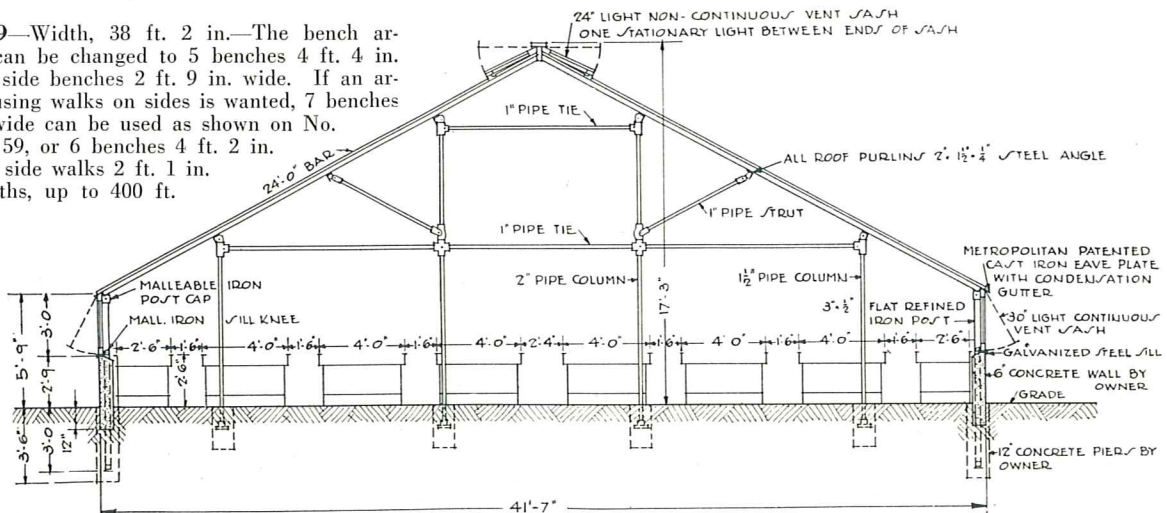 9—Width, 38 ft. 2 in.—The bench ar-
can be changed to 5 benches 4 ft. 4 in.
side benches 2 ft. 9 in. wide. If an ar-
using walks on sides is wanted, 7 benches
wide can be used as shown on No.
59, or 6 benches 4 ft. 2 in.
side walks 2 ft. 1 in.
ths, up to 400 ft.
24" LIGHT NON-CONTINUOUS VENT SASH
ONE STATIONARY LIGHT BETWEEN ENDS OF SASH
1" PIPE TIE
24'-0" BAR
ALL ROOF PURLINS 2" × 1½" × ¼" STEEL ANGLE
1" PIPE STRUT
1" PIPE TIE
METROPOLITAN PATENTED
CAST IRON EAVE PLATE
WITH CONDENSATION
GUTTER
MALLEABLE IRON
POST CAP
2" PIPE COLUMN
17'-3"
1½" PIPE COLUMN
3" × ½"
FLAT REFINED
IRON POST
30" LIGHT CONTINUOUS
VENT SASH
MALL. IRON SILL KNEE
5'-9"
3'-0"
2'-9"
2'-6" 1'-6" 4'-0" 1'-6" 4'-0" 1'-6" 4'-0" 2'-4" 4'-0" 1'-6" 4'-0" 1'-6" 4'-0" 1'-6" 2'-6"
2'-6"
GALVANIZED STEEL SILL
6" CONCRETE WALL BY
OWNER
GRADE
3'-6"
3'-0"
12"
12" CONCRETE PIERS BY
OWNER
41'-7"